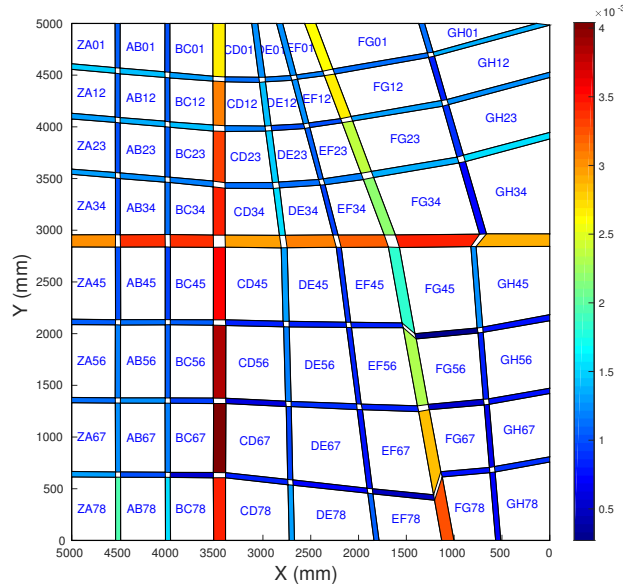 ×10⁻³
5000 ZA01 AB01 BC01 CD01 DE01 EF01 FG01 GH01 4
4500 ZA12 AB12 BC12 CD12 DE12 EF12 FG12 GH12 3.5
4000
3500 ZA23 AB23 BC23 CD23 DE23 EF23 FG23 GH23 3
3000 ZA34 AB34 BC34 CD34 DE34 EF34 FG34 GH34 2.5
2500 ZA45 AB45 BC45 CD45 DE45 EF45 FG45 GH45
2000 2
1500 ZA56 AB56 BC56 CD56 DE56 EF56 FG56 GH56 1.5
1000 ZA67 AB67 BC67 CD67 DE67 EF67 FG67 GH67 1
500 ZA78 AB78 BC78 CD78 DE78 EF78 FG78 GH78 0.5
0
5000 4500 4000 3500 3000 2500 2000 1500 1000 500 0
X (mm)
Y (mm)